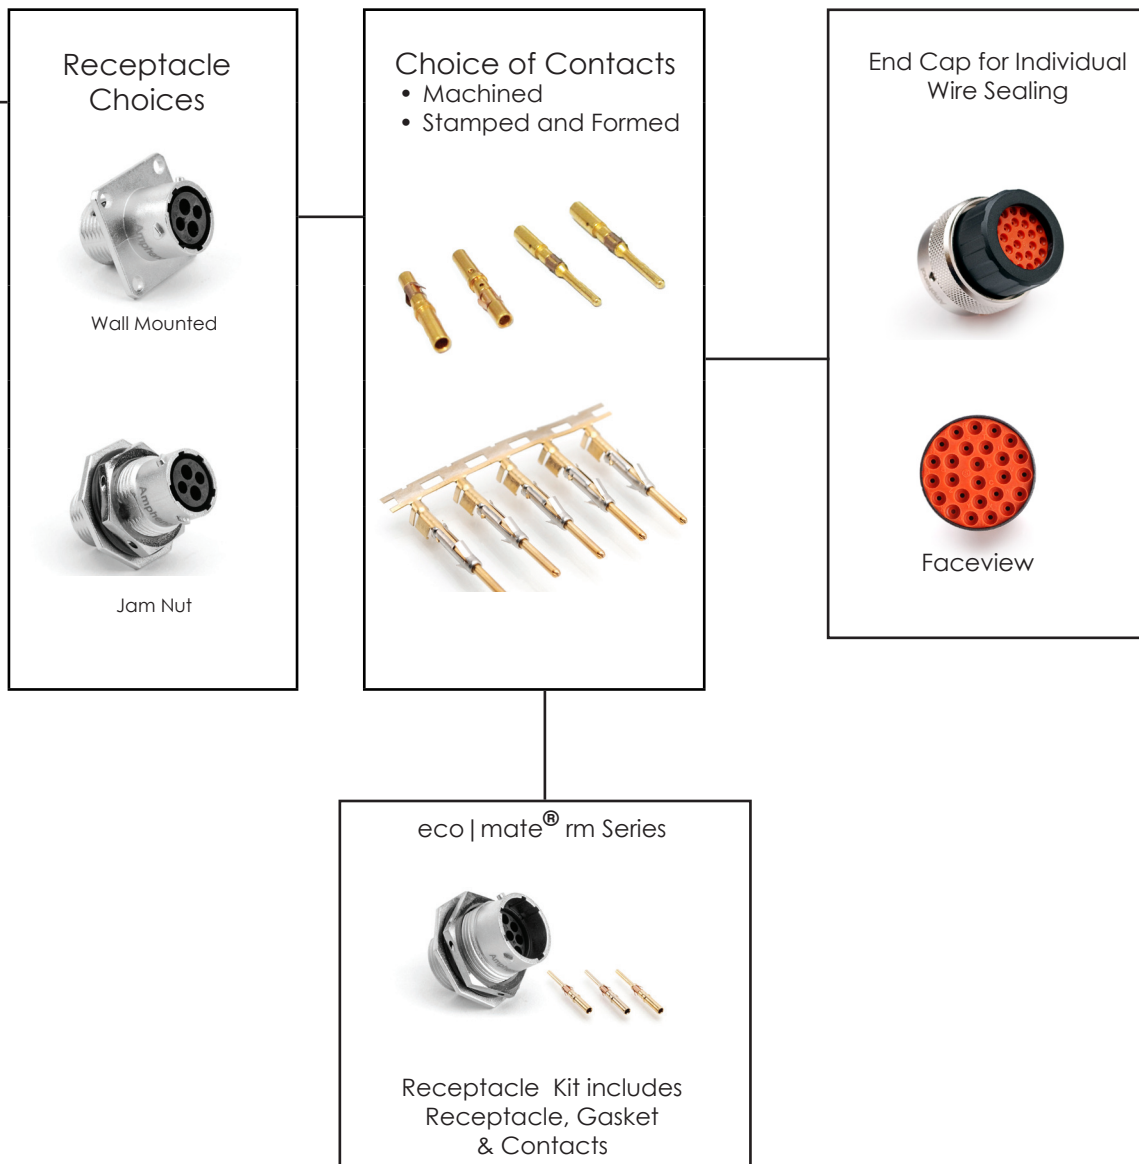 Receptacle
Choices
Wall Mounted
Jam Nut
Choice of Contacts
• Machined
• Stamped and Formed
End Cap for Individual
Wire Sealing
Faceview
eco|mate® rm Series
Receptacle Kit includes
Receptacle, Gasket
& Contacts